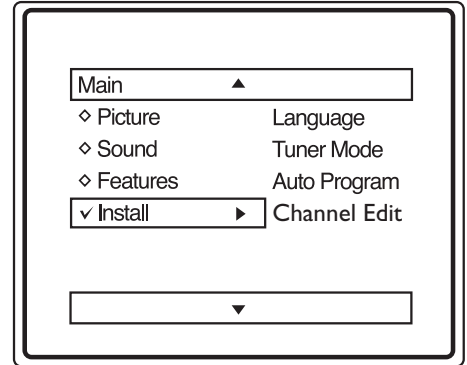 Main
Picture Language
Sound Tuner Mode
Features Auto Program
Install Channel Edit